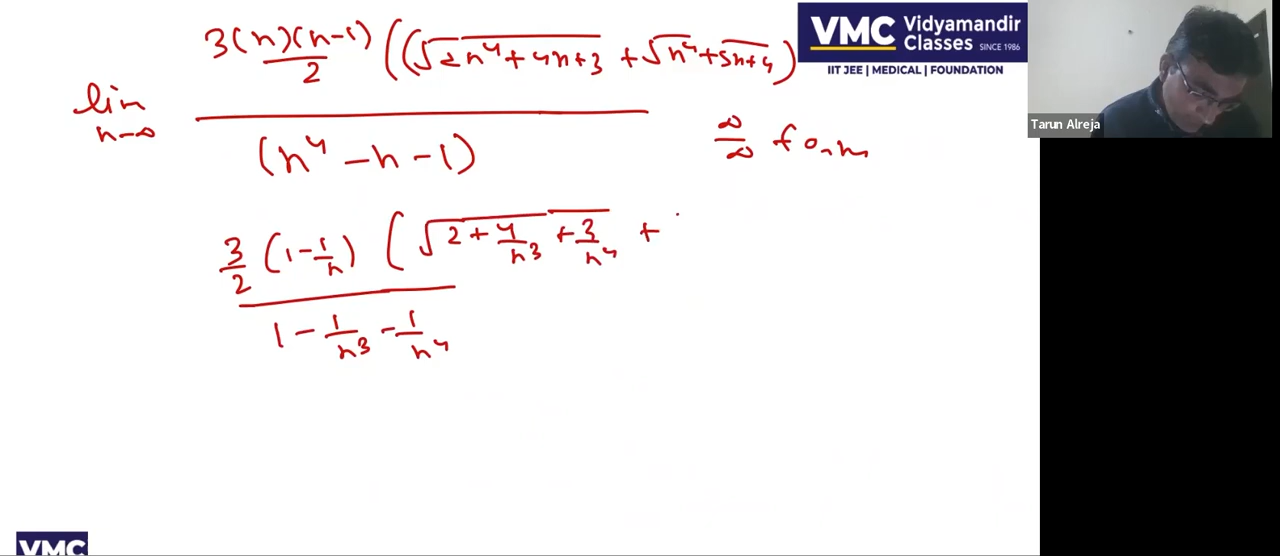 3(n)(n-1)/2 ((√2n⁴+4n+3 + √n⁴+5n+4)
lim n→∞
(n⁴ - n - 1)
∞/∞ form
3/2 (1 - 1/n) (√2 + 4/n³ + 3/n⁴ +
1 - 1/n³ - 1/n⁴
VMC Vidyamandir Classes SINCE 1986
IIT JEE | MEDICAL | FOUNDATION
Tarun Alreja
VMC